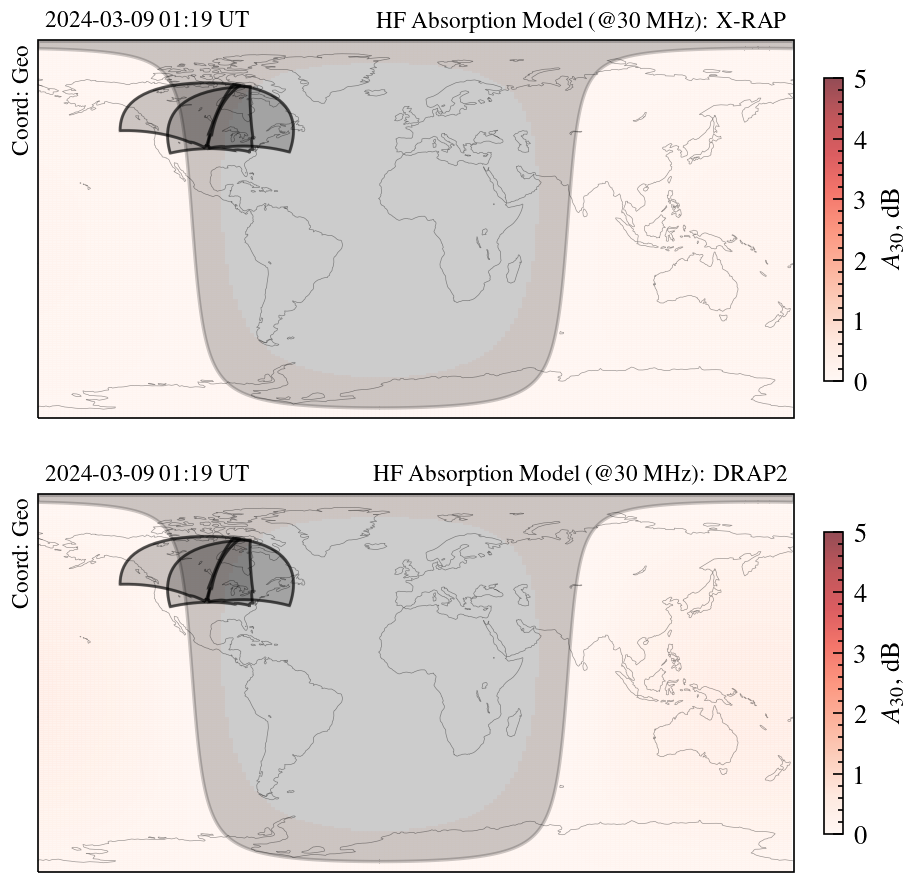 2024-03-09 01:19 UT
HF Absorption Model (@30 MHz): X-RAP
Coord: Geo
5
4
3
2
1
0
A30, dB
2024-03-09 01:19 UT
HF Absorption Model (@30 MHz): DRAP2
Coord: Geo
5
4
3
2
1
0
A30, dB